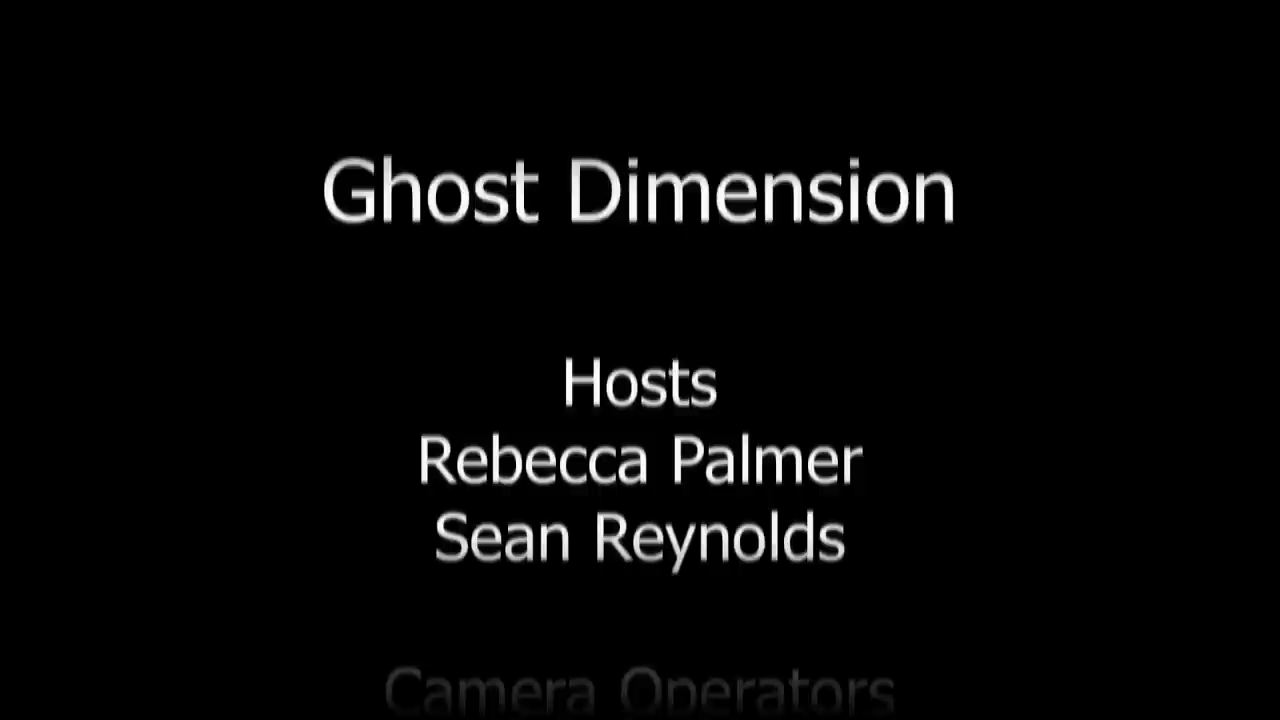 Ghost Dimension
Hosts
Rebecca Palmer
Sean Reynolds
Camera Operators